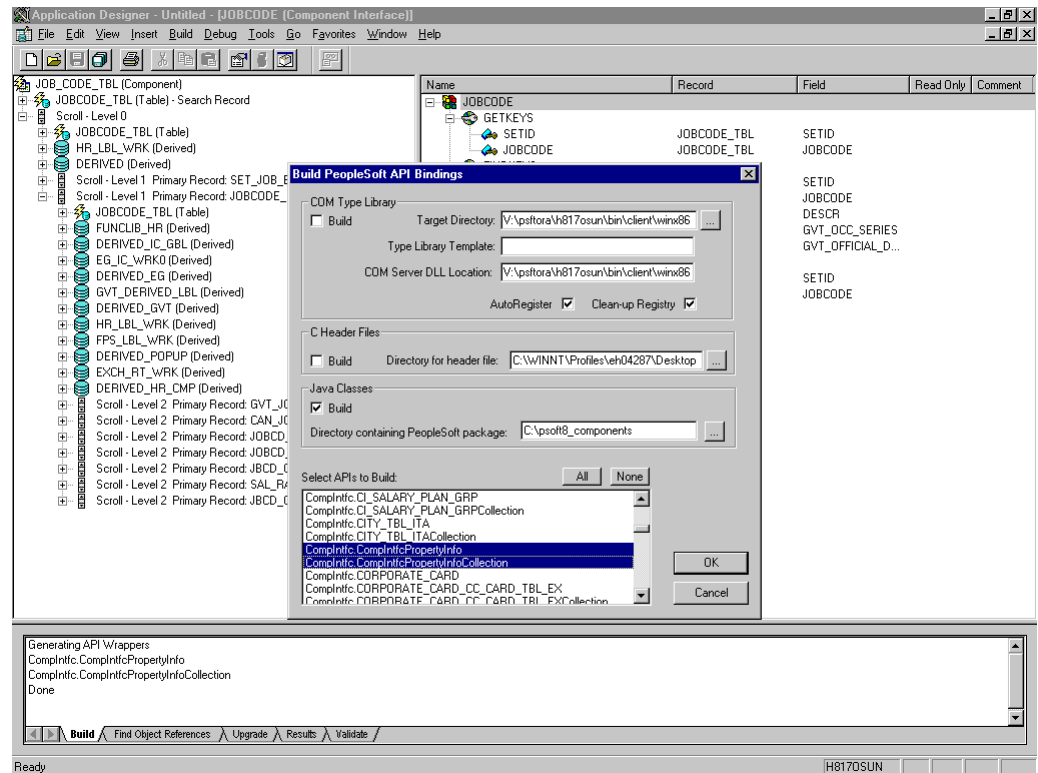 Application Designer - Untitled - [JOBCODE (Component Interface)]
File Edit View Insert Build Debug Tools Go Favorites Window Help
JOB_CODE_TBL (Component)
JOBCODE_TBL (Table) - Search Record
Scroll - Level 0
JOBCODE_TBL (Table)
HR_LBL_WRK (Derived)
DERIVED (Derived)
Scroll - Level 1 Primary Record: SET_JOB_
Scroll - Level 1 Primary Record: JOBCODE_
JOBCODE_TBL (Table)
FUNCLIB_HR (Derived)
DERIVED_IC_GBL (Derived)
EG_IC_WRK0 (Derived)
DERIVED_EG (Derived)
GVT_DERIVED_LBL (Derived)
DERIVED_GVT (Derived)
HR_LBL_WRK (Derived)
FPS_LBL_WRK (Derived)
DERIVED_POPUP (Derived)
EXCH_RT_WRK (Derived)
DERIVED_HR_CMP (Derived)
Scroll - Level 2 Primary Record: GVT_JO
Scroll - Level 2 Primary Record: CAN_JO
Scroll - Level 2 Primary Record: JOBCD_
Scroll - Level 2 Primary Record: JOBCD_
Scroll - Level 2 Primary Record: JBCD_
Scroll - Level 2 Primary Record: SAL_RA
Scroll - Level 2 Primary Record: JBCD_
Name Record Field Read Only Comment
JOBCODE
GETKEYS
SETID JOBCODE_TBL SETID
JOBCODE JOBCODE_TBL JOBCODE
SETID
JOBCODE
DESCR
GVT_OCC_SERIES
GVT_OFFICIAL_D...
SETID
JOBCODE
Build PeopleSoft API Bindings
COM Type Library
Build Target Directory: V:\psftora\h817osun\bin\client\winx86 ...
Type Library Template:
COM Server DLL Location: V:\psftora\h817osun\bin\client\winx86
AutoRegister Clean-up Registry
C Header Files
Build Directory for header file: C:\WINNT\Profiles\eh04287\Desktop ...
Java Classes
Build
Directory containing PeopleSoft package: C:\psoft8_components ...
Select APIs to Build: All None
CompIntfc.CI_SALARY_PLAN_GRP
CompIntfc.CI_SALARY_PLAN_GRPCollection
CompIntfc.CITY_TBL_ITA
CompIntfc.CITY_TBL_ITACollection
CompIntfc.CompIntfcPropertyInfo
CompIntfc.CompIntfcPropertyInfoCollection
CompIntfc.CORPORATE_CARD
CompIntfc.CORPORATE_CARD_CC_CARD_TBL_EX
CompIntfc.CORPORATE_CARD_CC_CARD_TBL_EXCollection
OK
Cancel
Generating API Wrappers
CompIntfc.CompIntfcPropertyInfo
CompIntfc.CompIntfcPropertyInfoCollection
Done
Build Find Object References Upgrade Results Validate
Ready H817OSUN